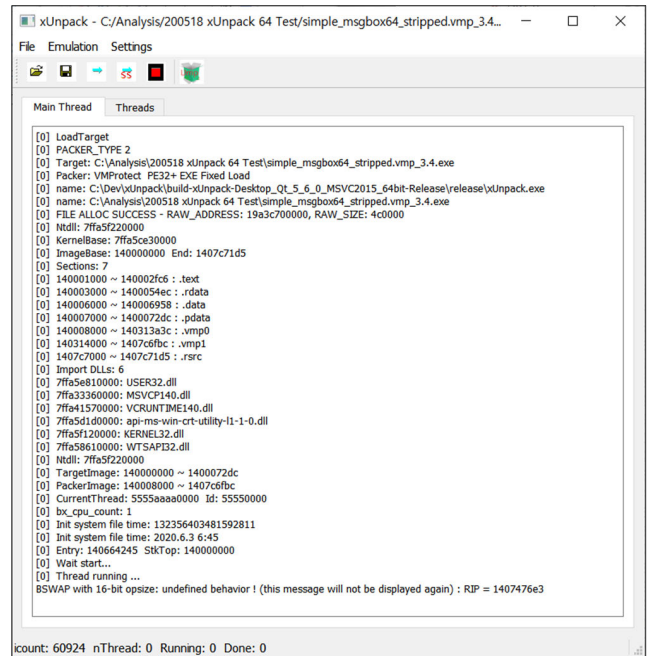 xUnpack - C:/Analysis/200518 xUnpack 64 Test/simple_msgbox64_stripped.vmp_3.4...
File Emulation Settings
Main Thread Threads
[0] LoadTarget
[0] PACKER_TYPE 2
[0] Target: C:\Analysis\200518 xUnpack 64 Test\simple_msgbox64_stripped.vmp_3.4.exe
[0] Packer: VMProtect PE32+ EXE Fixed Load
[0] name: C:\Dev\xUnpack\build-xUnpack-Desktop_Qt_5_6_0_MSVC2015_64bit-Release\release\xUnpack.exe
[0] name: C:\Analysis\200518 xUnpack 64 Test\simple_msgbox64_stripped.vmp_3.4.exe
[0] FILE ALLOC SUCCESS - RAW_ADDRESS: 19a3c700000, RAW_SIZE: 4c0000
[0] Ntdll: 7ffa5f220000
[0] KernelBase: 7ffa5ce30000
[0] ImageBase: 140000000 End: 1407c71d5
[0] Sections: 7
[0] 140001000 ~ 140002fc6 : .text
[0] 140003000 ~ 1400054ec : .rdata
[0] 140006000 ~ 140006958 : .data
[0] 140007000 ~ 1400072dc : .pdata
[0] 140008000 ~ 140313a3c : .vmp0
[0] 140314000 ~ 1407c6fbc : .vmp1
[0] 1407c7000 ~ 1407c71d5 : .rsrc
[0] Import DLLs: 6
[0] 7ffa5e810000: USER32.dll
[0] 7ffa33360000: MSVCP140.dll
[0] 7ffa41570000: VCRUNTIME140.dll
[0] 7ffa5d1d0000: api-ms-win-crt-utility-l1-1-0.dll
[0] 7ffa5f120000: KERNEL32.dll
[0] 7ffa58610000: WTSAPI32.dll
[0] Ntdll: 7ffa5f220000
[0] TargetImage: 140000000 ~ 1400072dc
[0] PackerImage: 140008000 ~ 1407c6fbc
[0] CurrentThread: 5555aaaa0000 Id: 55550000
[0] bx_cpu_count: 1
[0] Init system file time: 132356403481592811
[0] Init system file time: 2020.6.3 6:45
[0] Entry: 140664245 StkTop: 140000000
[0] Wait start...
[0] Thread running ...
BSWAP with 16-bit opsize: undefined behavior ! (this message will not be displayed again) : RIP = 1407476e3
icount: 60924 nThread: 0 Running: 0 Done: 0